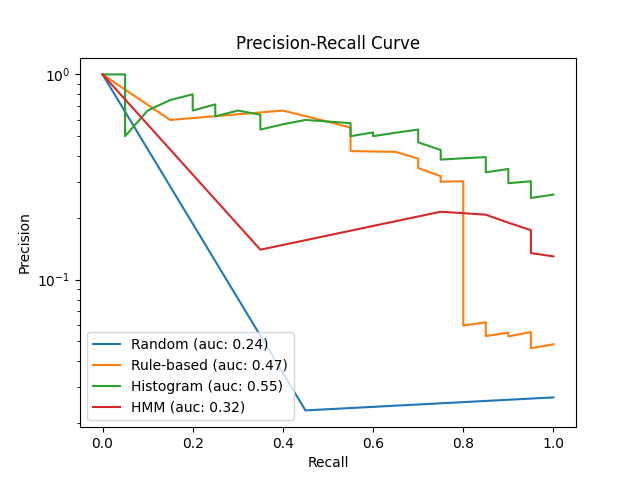 Precision-Recall Curve
10⁰
10⁻¹
Precision
Random (auc: 0.24)
Rule-based (auc: 0.47)
Histogram (auc: 0.55)
HMM (auc: 0.32)
0.0 0.2 0.4 0.6 0.8 1.0
Recall